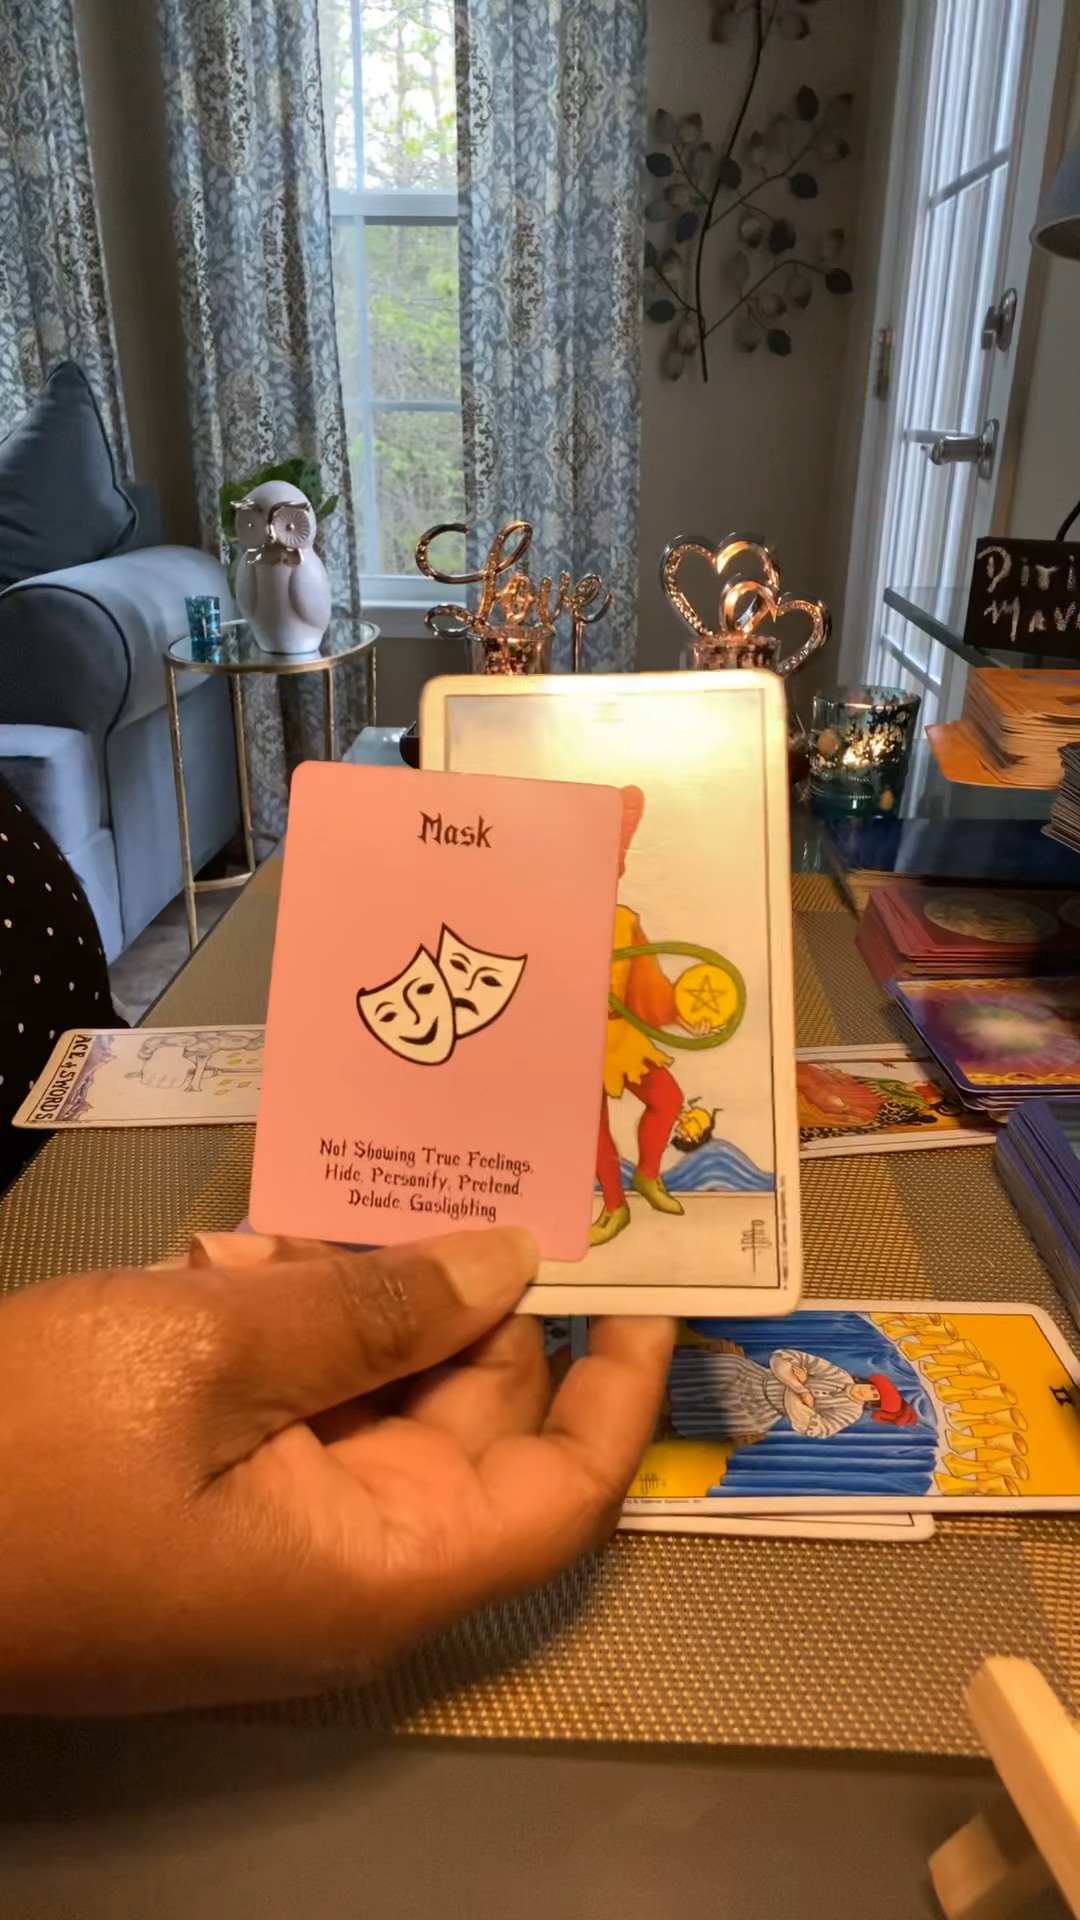 Love
Mask
Not Showing True Feelings,
Hide, Personify, Pretend,
Delude, Gaslighting
ACE of SWORDS